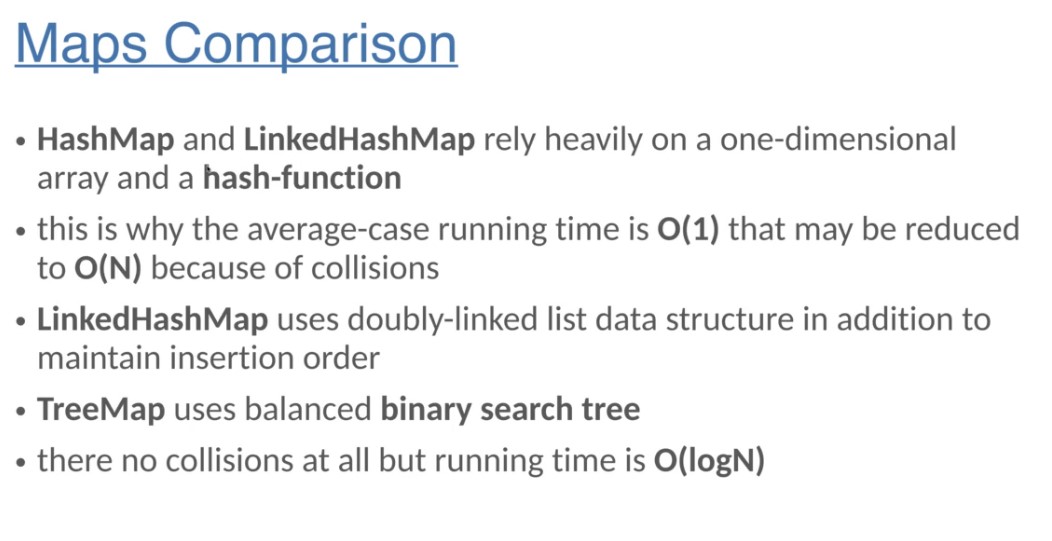 Maps Comparison
• HashMap and LinkedHashMap rely heavily on a one-dimensional
array and a hash-function
• this is why the average-case running time is O(1) that may be reduced
to O(N) because of collisions
• LinkedHashMap uses doubly-linked list data structure in addition to
maintain insertion order
• TreeMap uses balanced binary search tree
• there no collisions at all but running time is O(logN)